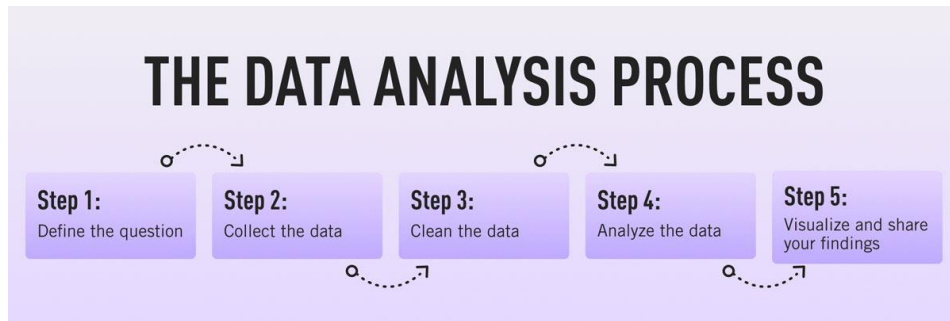 THE DATA ANALYSIS PROCESS
Step 1:
Define the question
Step 2:
Collect the data
Step 3:
Clean the data
Step 4:
Analyze the data
Step 5:
Visualize and share
your findings